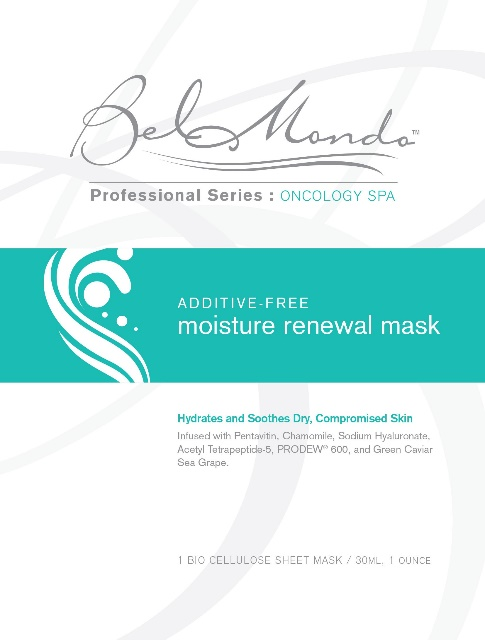 Bel Mondo™
Professional Series : ONCOLOGY SPA
ADDITIVE-FREE
moisture renewal mask
Hydrates and Soothes Dry, Compromised Skin
Infused with Pentavitin, Chamomile, Sodium Hyaluronate,
Acetyl Tetrapeptide-5, PRODEW® 600, and Green Caviar
Sea Grape.
1 BIO CELLULOSE SHEET MASK / 30ML, 1 OUNCE